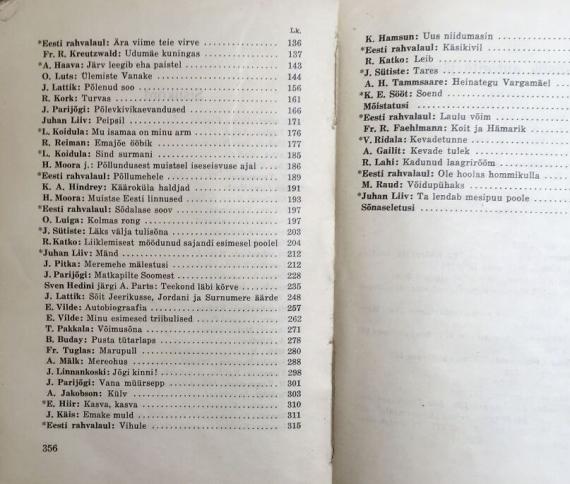 Lk.
*Eesti rahvalaul: Ära viime teie virve 136
Fr. R. Kreutzwald: Udumäe kuningas 137
*A. Haava: Järv leegib eha paistel 143
O. Luts: Ülemiste Vanake 144
J. Lattik: Põlenud soo 156
R. Kork: Turvas 161
J. Parijõgi: Põlevkivikaevandused 166
Juhan Liiv: Peipsil 171
*L. Koidula: Mu isamaa on minu arm 176
R. Reiman: Emajõe ööbik 177
*L. Koidula: Sind surmani 185
H. Moora j.: Põllundusest muistsel iseseisvuse ajal 186
*Eesti rahvalaul: Põllumehele 189
K. A. Hindrey: Kääroküla haldjad 191
H. Moora: Muistse Eesti linnused 193
*Eesti rahvalaul: Sõdalase soov 197
O. Luiga: Kolmas rong 197
*J. Sütiste: Läks välja tulisõna 203
R. Katko: Liiklemisest möödunud sajandi esimesel poolel 204
*Juhan Liiv: Mänd 212
J. Pitka: Meremehe mälestusi 212
J. Parijõgi: Matkapilte Soomest 228
Sven Hedini järgi A. Parts: Teekond läbi kõrve 235
J. Lattik: Sõit Jeerikusse, Jordani ja Surnumere äärde 248
E. Vilde: Autobiograafia 257
E. Vilde: Minu esimesed triibulised 262
T. Pakkala: Võimusõna 271
B. Buday: Pusta tütarlaps 278
Fr. Tuglas: Marupull 280
A. Mälk: Mereohus 288
J. Linnankoski: Jõgi kinni! 298
J. Parijõgi: Vana müürsepp 301
A. Jakobson: Külv 303
*E. Hiir: Kasva, kasva 310
J. Käis: Emake muld 311
*Eesti rahvalaul: Vihule 315
356
K. Hamsun: Uus niidumasin
*Eesti rahvalaul: Käsikivil
R. Katko: Leib
*J. Sütiste: Tares
A. H. Tammsaare: Heinategu Vargamäel
*K. E. Sööt: Soend
Mõistatusi
*Eesti rahvalaul: Laulu võim
Fr. R. Faehlmann: Koit ja Hämarik
*V. Ridala: Kevadetunne
A. Gailit: Kevade tulek
R. Lahi: Kadunud laagrirõõm
*Eesti rahvalaul: Ole hoolas hommikulla
M. Raud: Võidupühaks
*Juhan Liiv: Ta lendab mesipuu poole
Sõnaseletusi